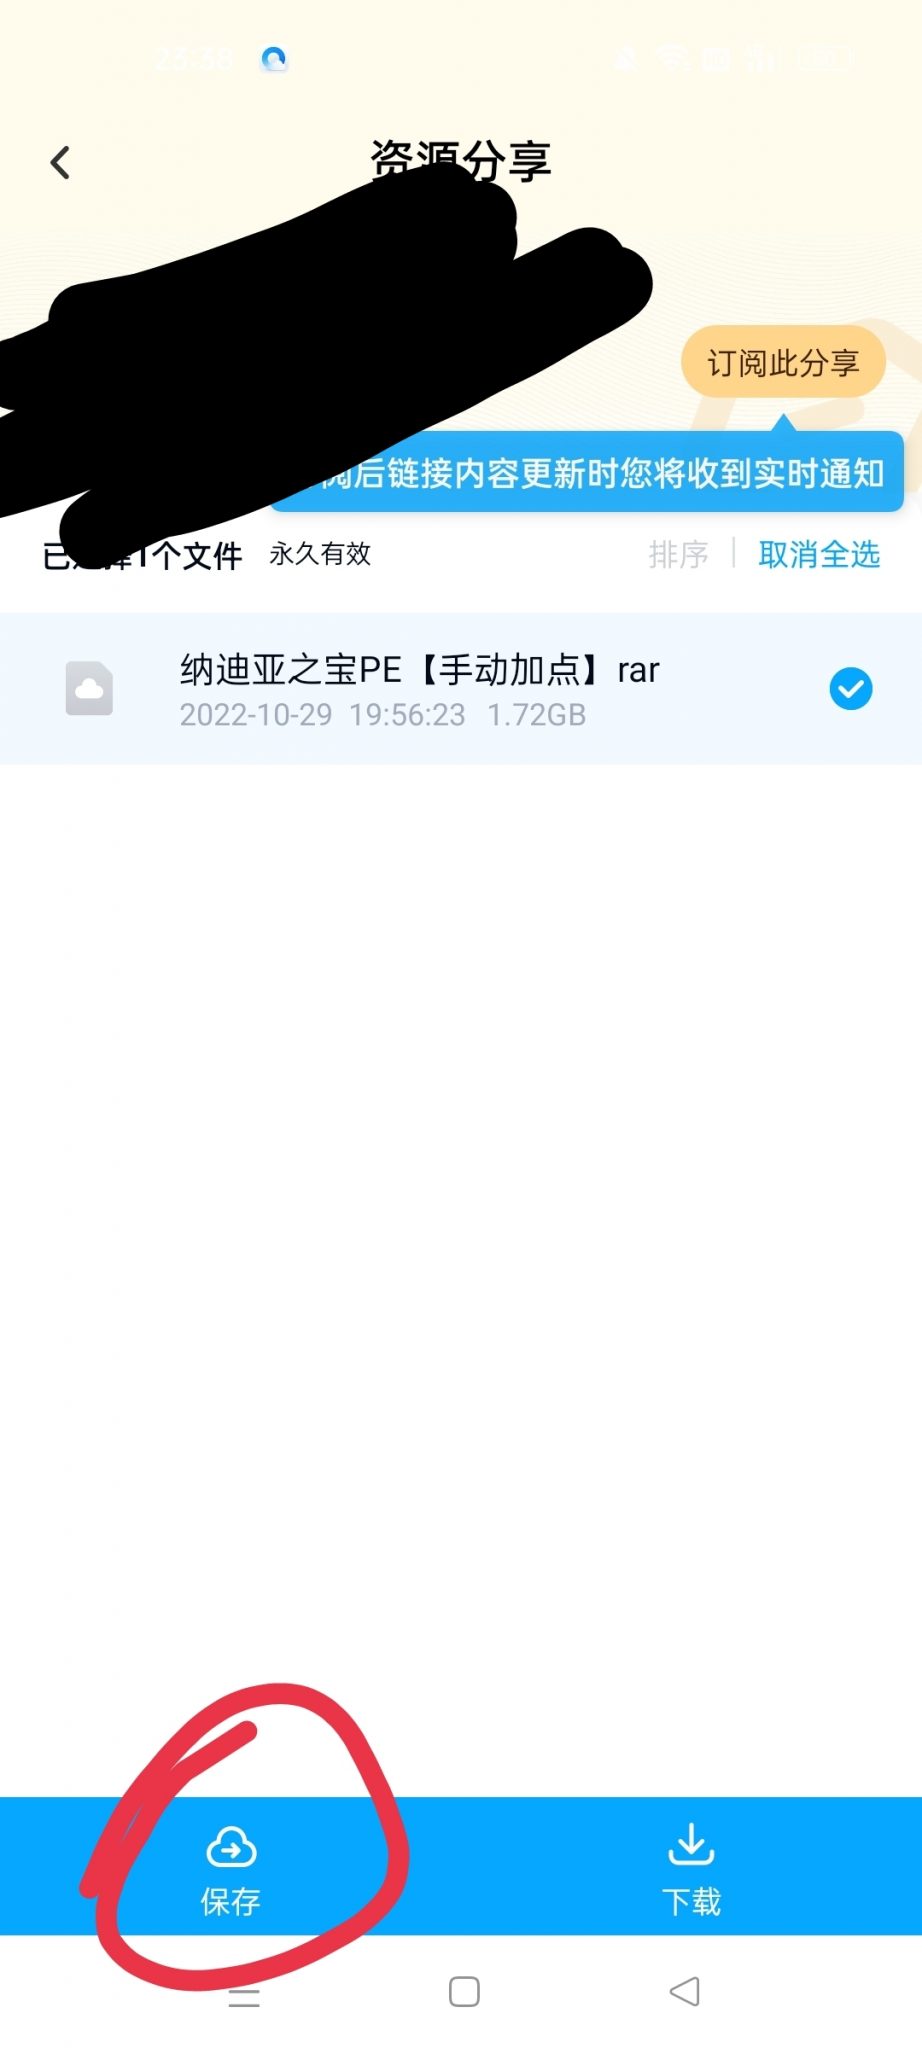 23:38
资源分享
订阅此分享
阅后链接内容更新时您将收到实时通知
已选择1个文件 永久有效 排序 取消全选
纳迪亚之宝PE【手动加点】rar
2022-10-29 19:56:23 1.72GB
保存 下载